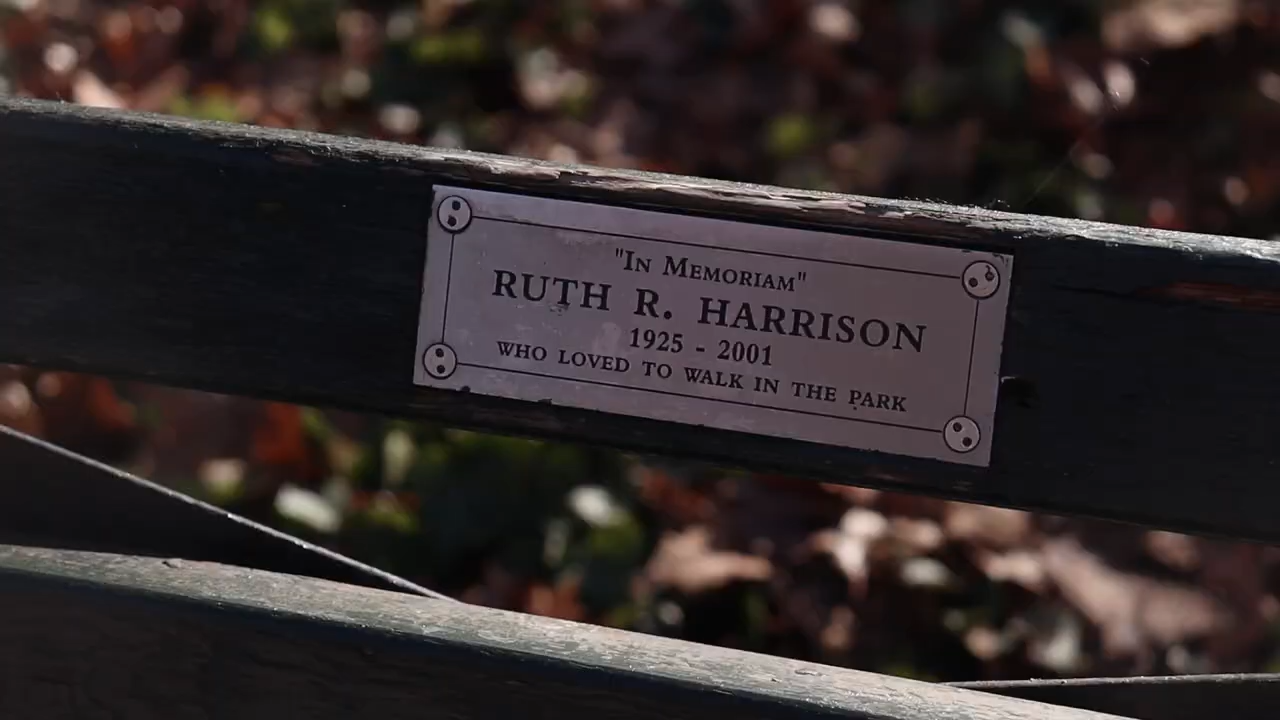 "In Memoriam"
RUTH R. HARRISON
1925 - 2001
WHO LOVED TO WALK IN THE PARK